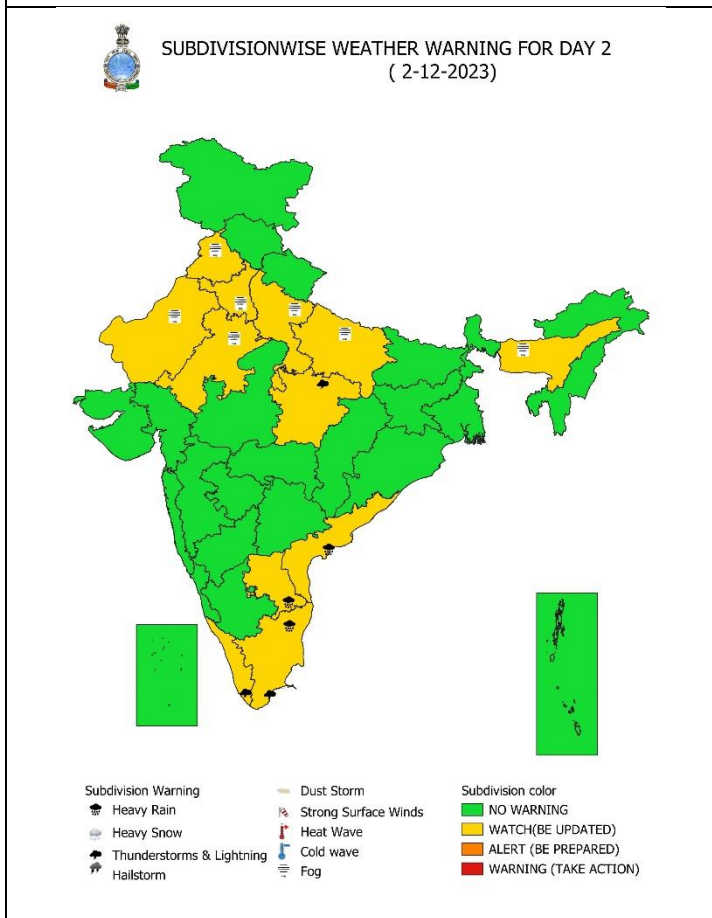 SUBDIVISIONWISE WEATHER WARNING FOR DAY 2
( 2-12-2023)
Subdivision Warning
Heavy Rain
Heavy Snow
Thunderstorms & Lightning
Hailstorm
Dust Storm
Strong Surface Winds
Heat Wave
Cold wave
Fog
Subdivision color
NO WARNING
WATCH(BE UPDATED)
ALERT (BE PREPARED)
WARNING (TAKE ACTION)